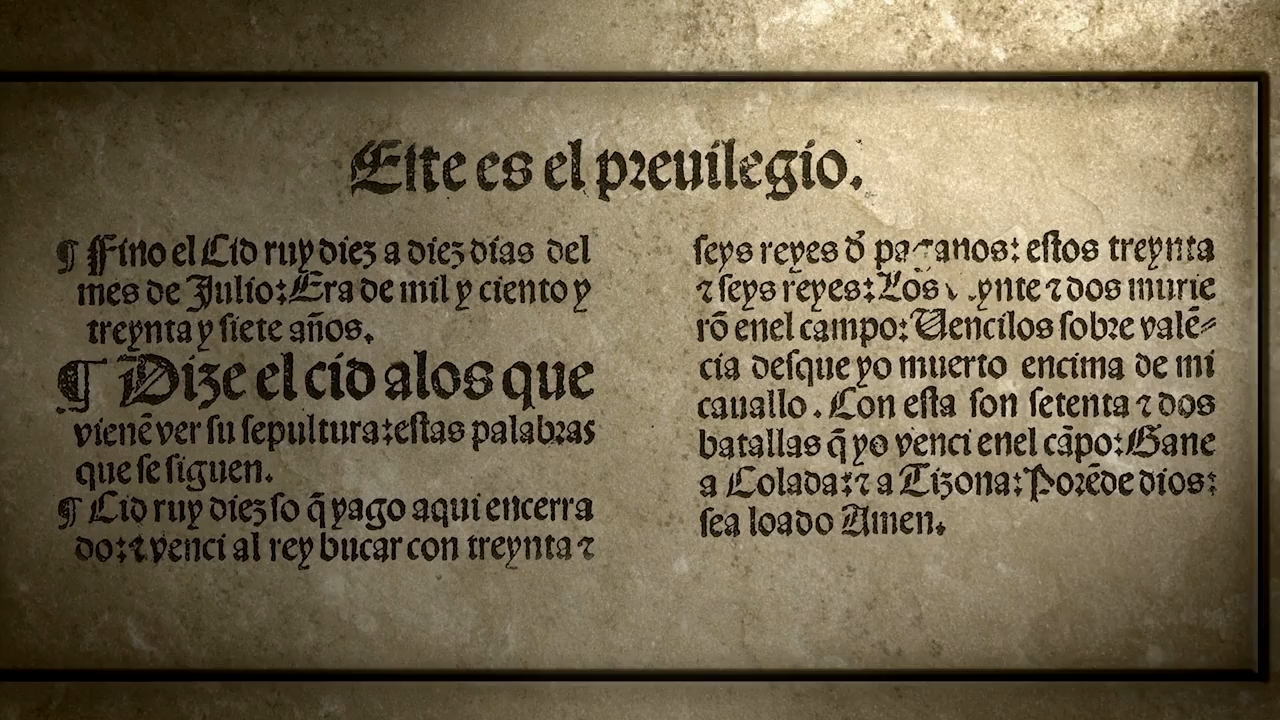 Este es el preuilegio.
¶ Fino el Cid ruy diez a diez dias del
mes de Julio: Era de mil y ciento y
treynta y siete años.
¶ Dize el cid alos que
vienẽ ver su sepultura: estas palabras
que se siguen.
¶ Cid ruy diez so q̃ yago aqui encerra
do: ⁊ venci al rey bucar con treynta ⁊
seys reyes d̃ estos treynta
⁊ seys reyes: Los ⁊ dos murie
rõ enel campo: Uencilos sobre valẽ⸗
cia desque yo muerto encima de mi
cauallo. Con esta son setenta ⁊ dos
batallas q̃ yo venci enel cãpo: Gane
a Colada: ⁊ a Tizona: Porẽde dios:
sea loado Amen.